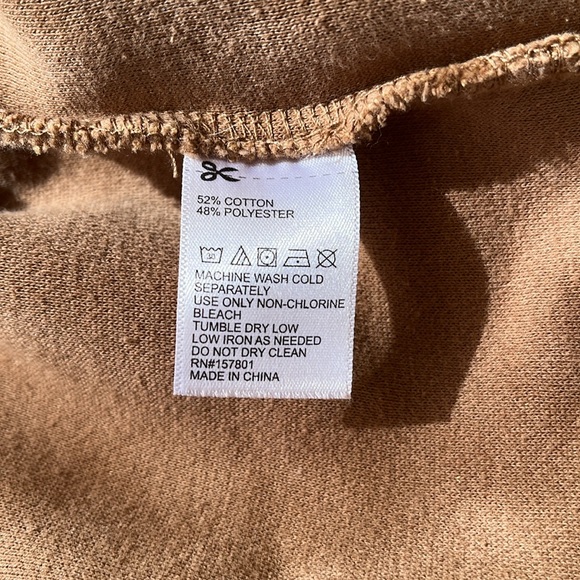 52% COTTON
48% POLYESTER
MACHINE WASH COLD
SEPARATELY
USE ONLY NON-CHLORINE
BLEACH
TUMBLE DRY LOW
LOW IRON AS NEEDED
DO NOT DRY CLEAN
RN#157801
MADE IN CHINA